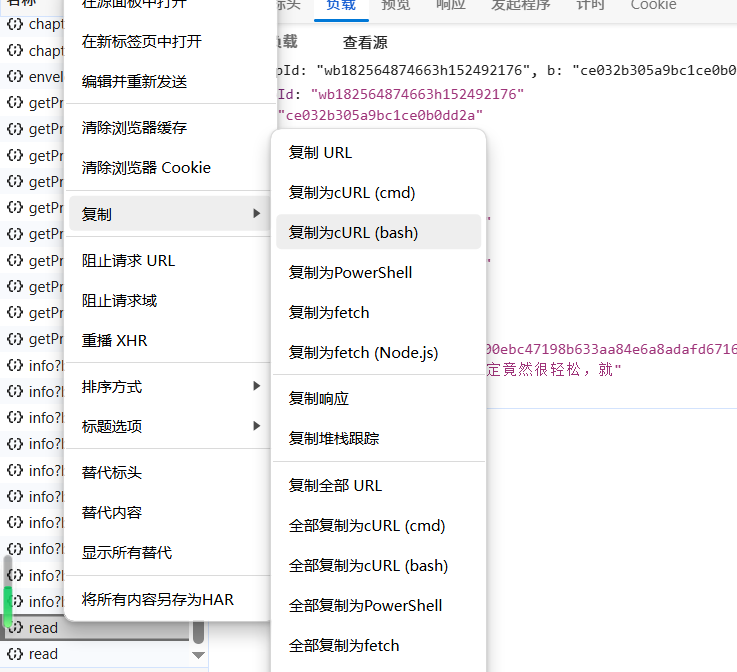 名称
chapt
chapt
envel
getPr
getPr
getPr
getPr
getPr
getPr
getPr
getPr
getPr
getPr
info?b
info?b
info?b
info?b
info?b
info?b
info?b
info?b
info?b
info?b
read
read
在源面板中打开
在新标签页中打开
编辑并重新发送
清除浏览器缓存
清除浏览器 Cookie
复制
阻止请求 URL
阻止请求域
重播 XHR
排序方式
标题选项
替代标头
替代内容
显示所有替代
将所有内容另存为HAR
标头 负载 预览 响应 发起程序 计时 Cookie
负载 查看源
pId: "wb182564874663h152492176", b: "ce032b305a9bc1ce0b0
Id: "wb182564874663h152492176"
"ce032b305a9bc1ce0b0dd2a"
00ebc47198b633aa84e6a8adafd6716
定竟然很轻松，就"
复制 URL
复制为cURL (cmd)
复制为cURL (bash)
复制为PowerShell
复制为fetch
复制为fetch (Node.js)
复制响应
复制堆栈跟踪
复制全部 URL
全部复制为cURL (cmd)
全部复制为cURL (bash)
全部复制为PowerShell
全部复制为fetch